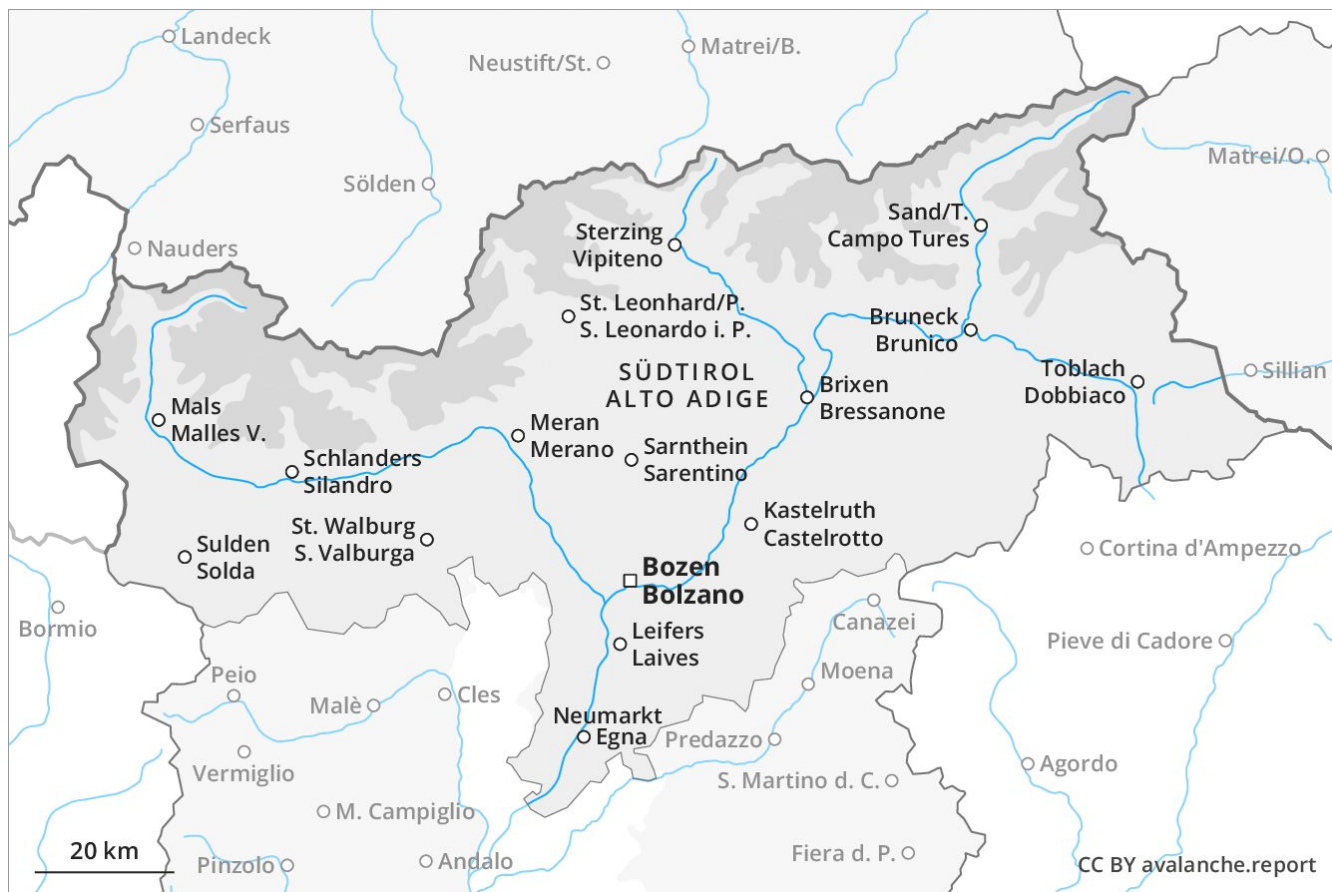 Landeck
Matrei/B.
Neustift/St.
Serfaus
Matrei/O.
Sölden
Sand/T.
Campo Tures
Sterzing
Vipiteno
Nauders
St. Leonhard/P.
S. Leonardo i. P.
Bruneck
Brunico
SÜDTIROL
ALTO ADIGE
Toblach
Dobbiaco
Sillian
Brixen
Bressanone
Mals
Malles V.
Meran
Merano
Sarnthein
Sarentino
Schlanders
Silandro
Kastelruth
Castelrotto
St. Walburg
S. Valburga
Sulden
Solda
Cortina d'Ampezzo
Bozen
Bolzano
Bormio
Canazei
Leifers
Laives
Pieve di Cadore
Peio
Moena
Malè
Cles
Neumarkt
Egna
Predazzo
Vermiglio
Agordo
S. Martino d. C.
M. Campiglio
20 km
Pinzolo
Andalo
Fiera d. P.
CC BY avalanche.report